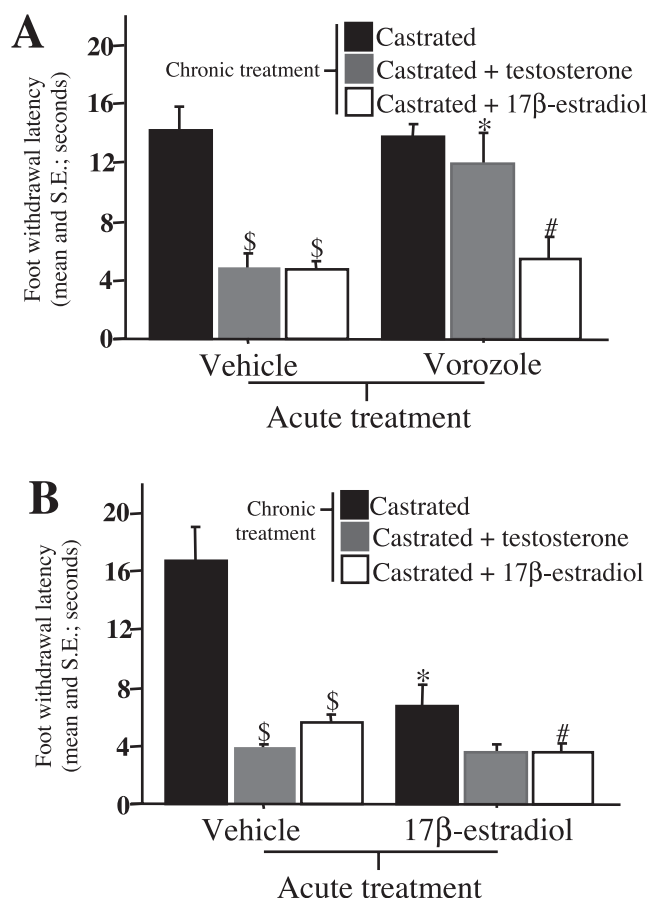 A
Foot withdrawal latency
(mean and S.E.; seconds)
20
16
12
8
4
0
Chronic treatment
Castrated
Castrated + testosterone
Castrated + 17β-estradiol
$
$
*
#
Vehicle
Vorozole
Acute treatment
B
Foot withdrawal latency
(mean and S.E.; seconds)
20
16
12
8
4
0
Chronic
treatment
Castrated
Castrated + testosterone
Castrated + 17β-estradiol
$
$
*
#
Vehicle
17β-estradiol
Acute treatment